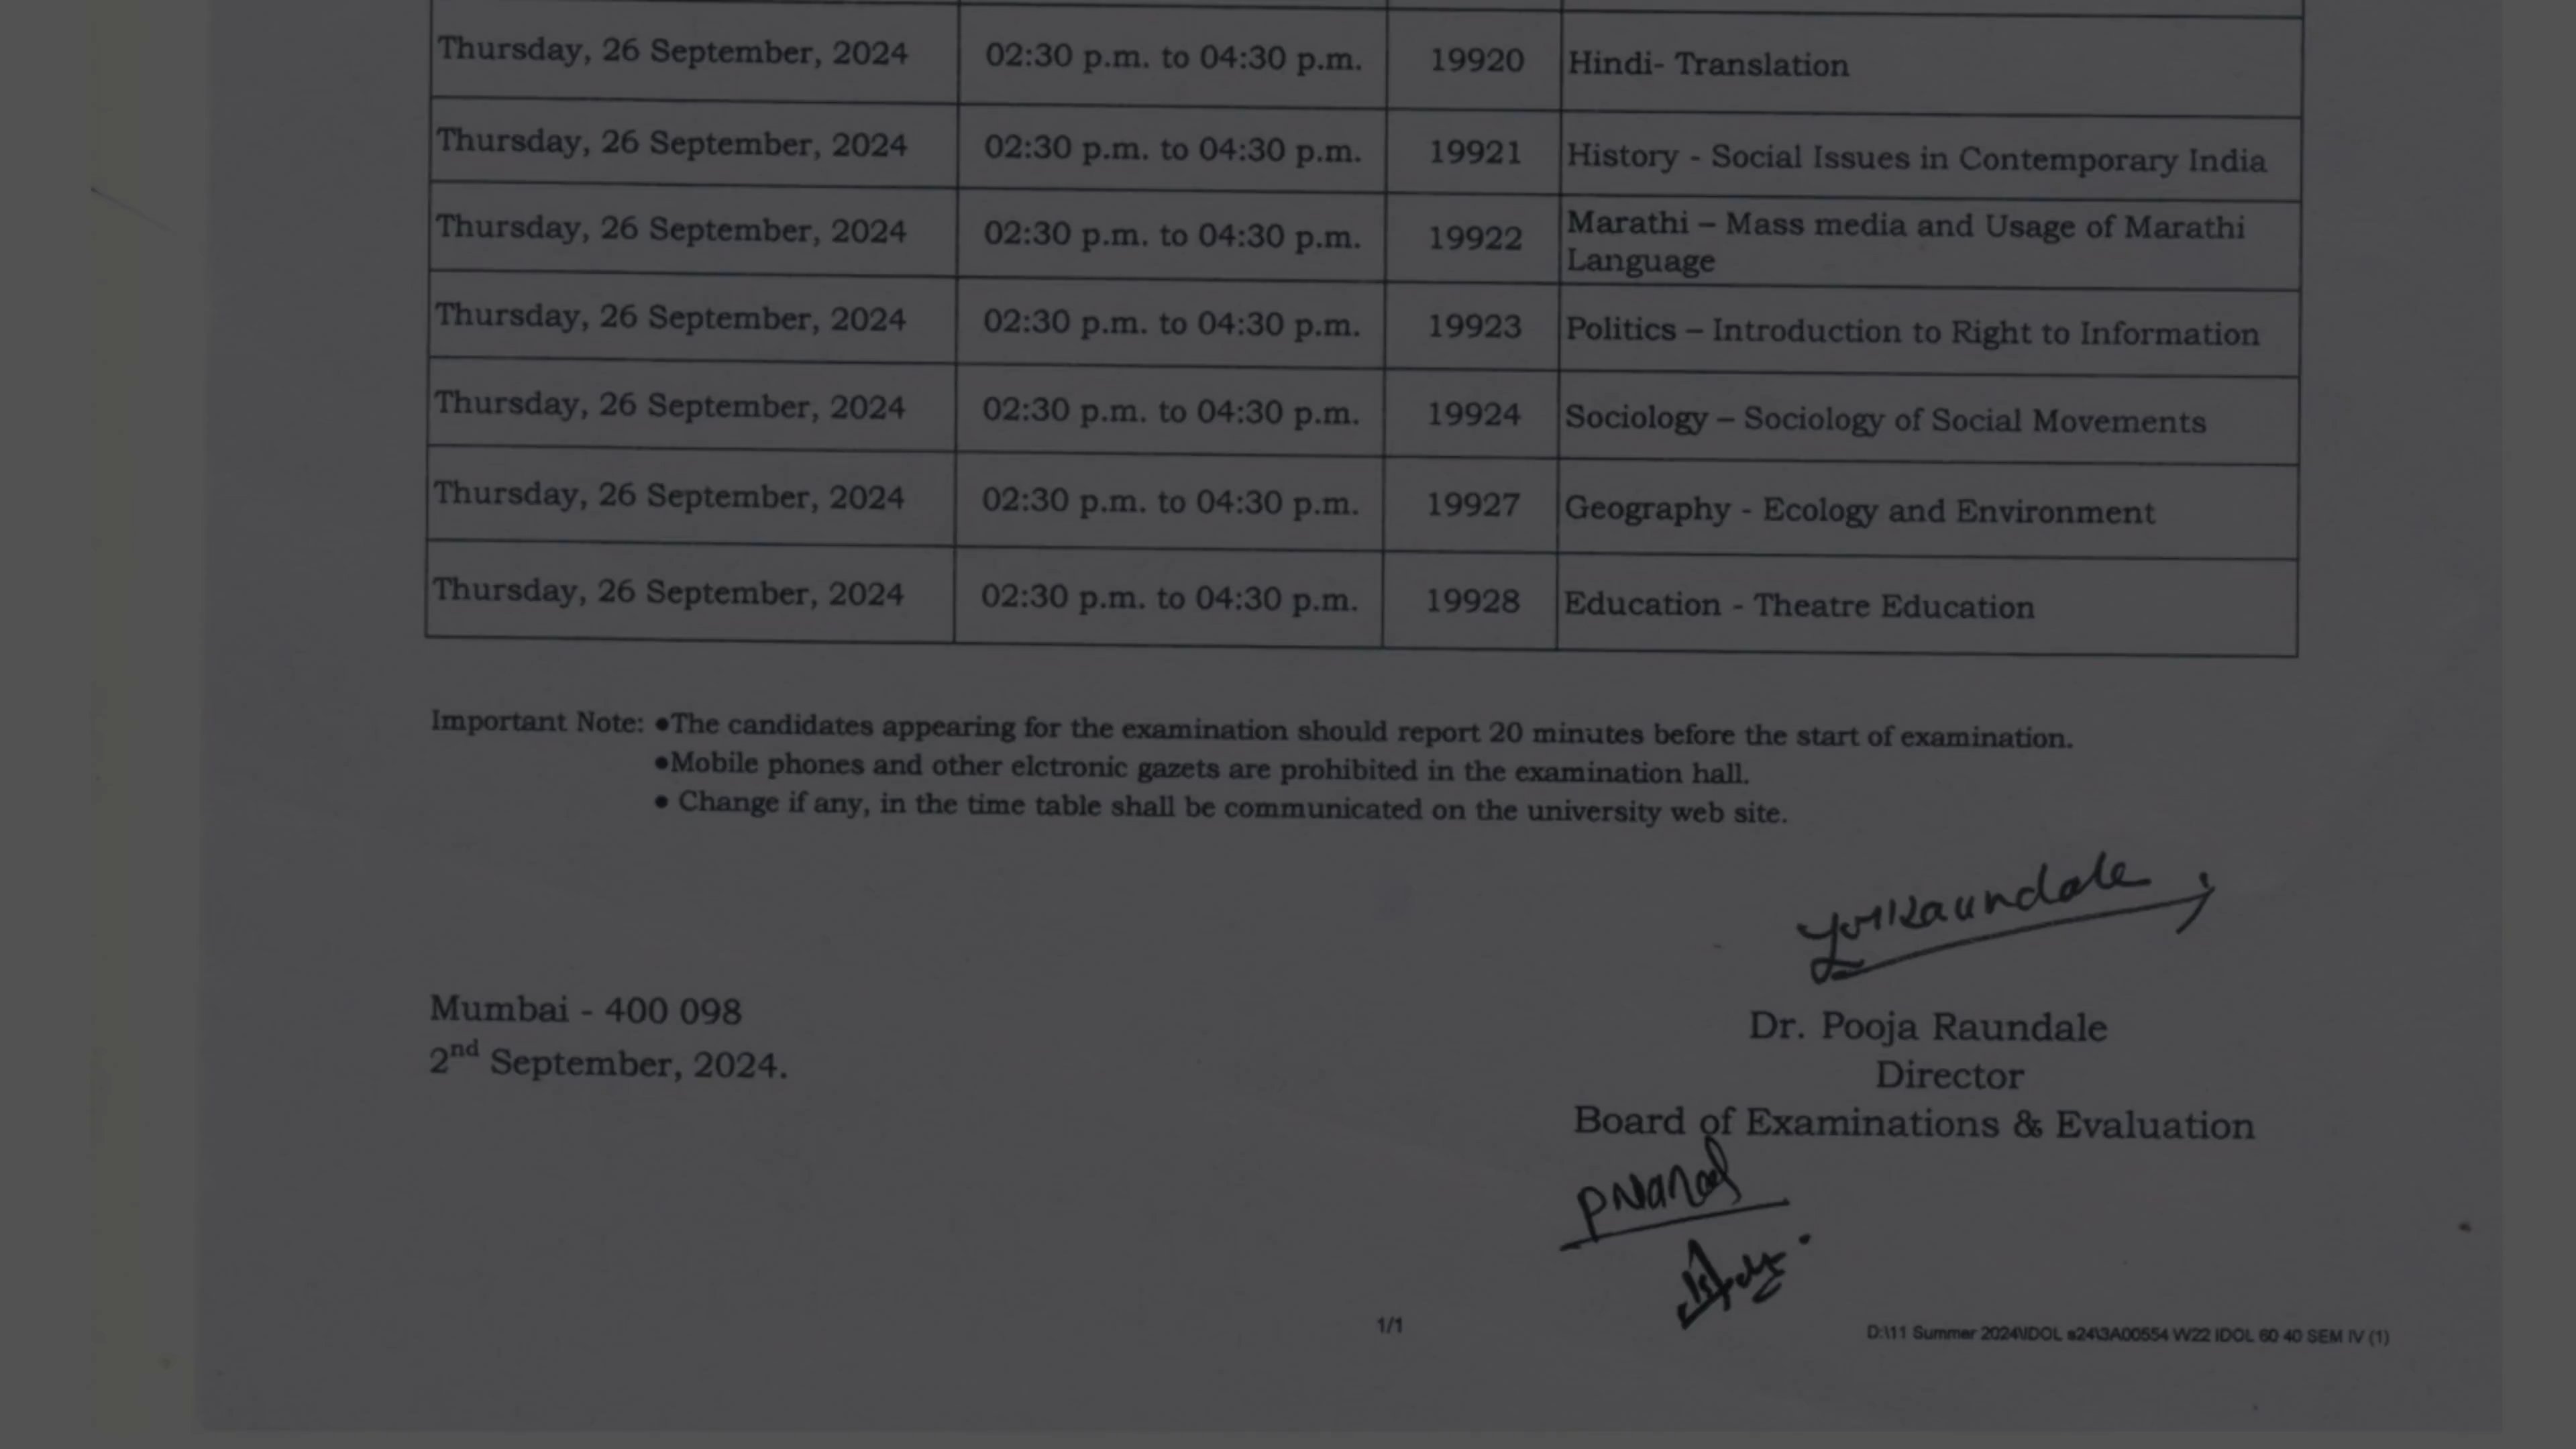 Thursday, 26 September, 2024 02:30 p.m. to 04:30 p.m. 19920 Hindi- Translation
Thursday, 26 September, 2024 02:30 p.m. to 04:30 p.m. 19921 History - Social Issues in Contemporary India
Thursday, 26 September, 2024 02:30 p.m. to 04:30 p.m. 19922 Marathi – Mass media and Usage of Marathi
Language
Thursday, 26 September, 2024 02:30 p.m. to 04:30 p.m. 19923 Politics – Introduction to Right to Information
Thursday, 26 September, 2024 02:30 p.m. to 04:30 p.m. 19924 Sociology – Sociology of Social Movements
Thursday, 26 September, 2024 02:30 p.m. to 04:30 p.m. 19927 Geography - Ecology and Environment
Thursday, 26 September, 2024 02:30 p.m. to 04:30 p.m. 19928 Education - Theatre Education
Important Note: ●The candidates appearing for the examination should report 20 minutes before the start of examination.
●Mobile phones and other elctronic gazets are prohibited in the examination hall.
● Change if any, in the time table shall be communicated on the university web site.
Mumbai - 400 098
2nd September, 2024.
Dr. Pooja Raundale
Director
Board of Examinations & Evaluation
1/1
D:\11 Summer 2024\IDOL s24\3A00554 W22 IDOL 60 40 SEM IV (1)